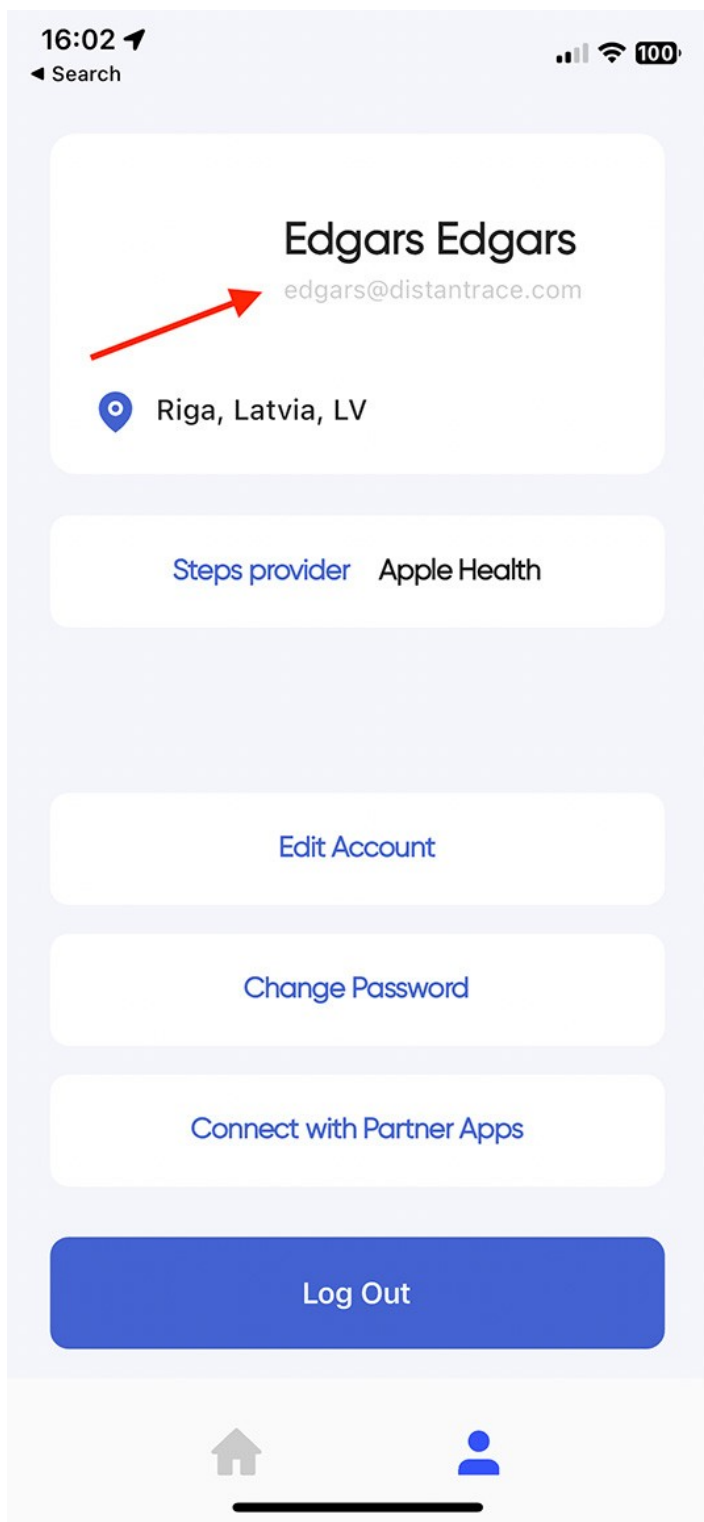 16:02
100
◀ Search
Edgars Edgars
edgars@distantrace.com
Riga, Latvia, LV
Steps provider Apple Health
Edit Account
Change Password
Connect with Partner Apps
Log Out